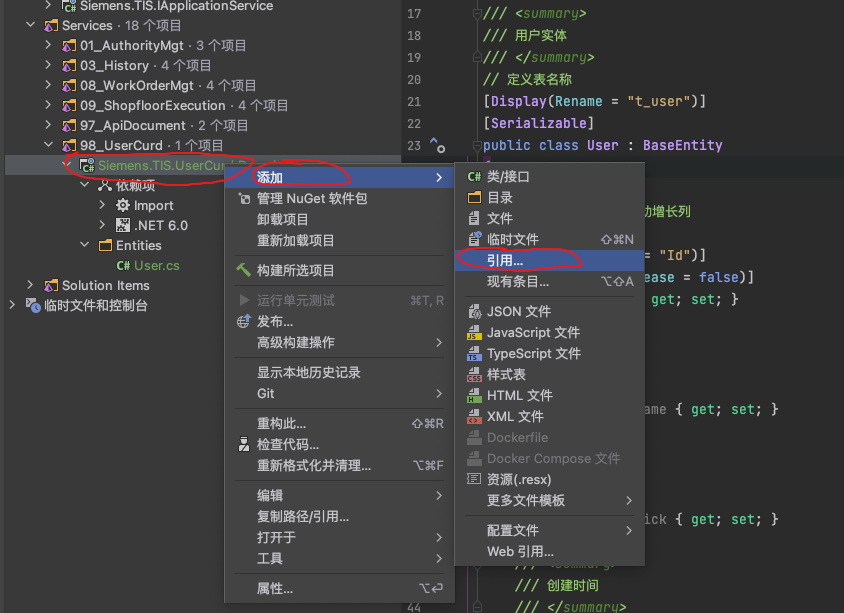 Siemens.TIS.IApplicationService
Services · 18 个项目
01_AuthorityMgt · 3 个项目
03_History · 4 个项目
08_WorkOrderMgt · 4 个项目
09_ShopfloorExecution · 4 个项目
97_ApiDocument · 2 个项目
98_UserCurd · 1 个项目
Siemens.TIS.UserCurd
依赖项
Import
.NET 6.0
Entities
C# User.cs
Solution Items
临时文件和控制台
添加
管理 NuGet 软件包
卸载项目
重新加载项目
构建所选项目
运行单元测试 ⌘T, R
发布...
高级构建操作
显示本地历史记录
Git
重构此... ⇧⌘R
检查代码...
重新格式化并清理... ⌥⌘F
编辑
复制路径/引用...
打开于
工具
属性... ⌥↩
C# 类/接口
目录
文件
临时文件 ⇧⌘N
引用...
现有条目... ⌥⇧A
JSON 文件
JavaScript 文件
TypeScript 文件
样式表
HTML 文件
XML 文件
Dockerfile
Docker Compose 文件
资源(.resx)
更多文件模板
配置文件
Web 引用...
17 /// <summary>
18 /// 用户实体
19 /// </summary>
20 // 定义表名称
21 [Display(Rename = "t_user")]
22 [Serializable]
23 public class User : BaseEntity
增长列
= "Id")]
ease = false)]
get; set; }
ame { get; set; }
ick { get; set; }
/// <summary>
/// 创建时间
44 /// </summary>